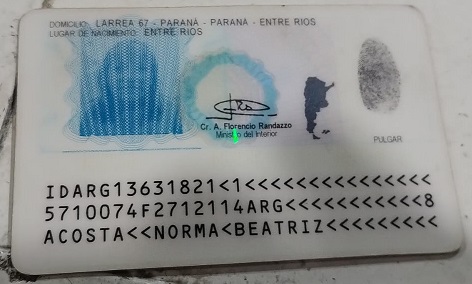 DOMICILIO: LARREA 67 - PARANÁ - PARANÁ - ENTRE RIOS
LUGAR DE NACIMIENTO: ENTRE RIOS
Cr. A. Florencio Randazzo
Ministro del Interior
PULGAR
IDARG13631821<1<<<<<<<<<<<<<<<
5710074F2712114ARG<<<<<<<<<<<8
ACOSTA<<NORMA<BEATRIZ<<<<<<<<<